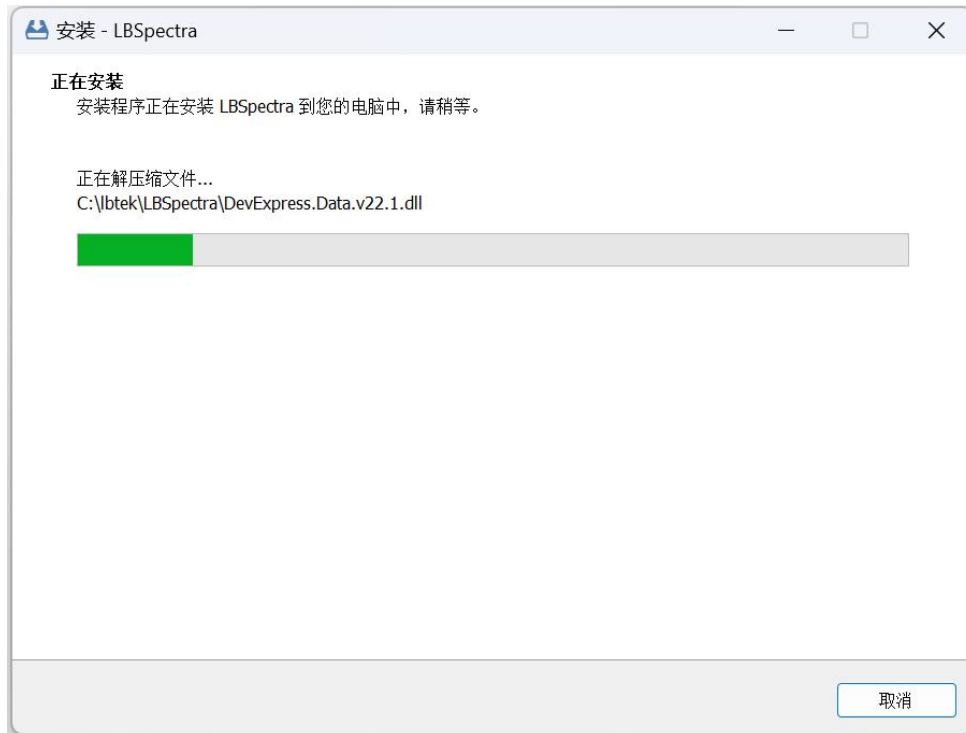 安装 - LBSpectra
正在安装
安装程序正在安装 LBSpectra 到您的电脑中，请稍等。
正在解压缩文件...
C:\lbtek\LBSpectra\DevExpress.Data.v22.1.dll
取消